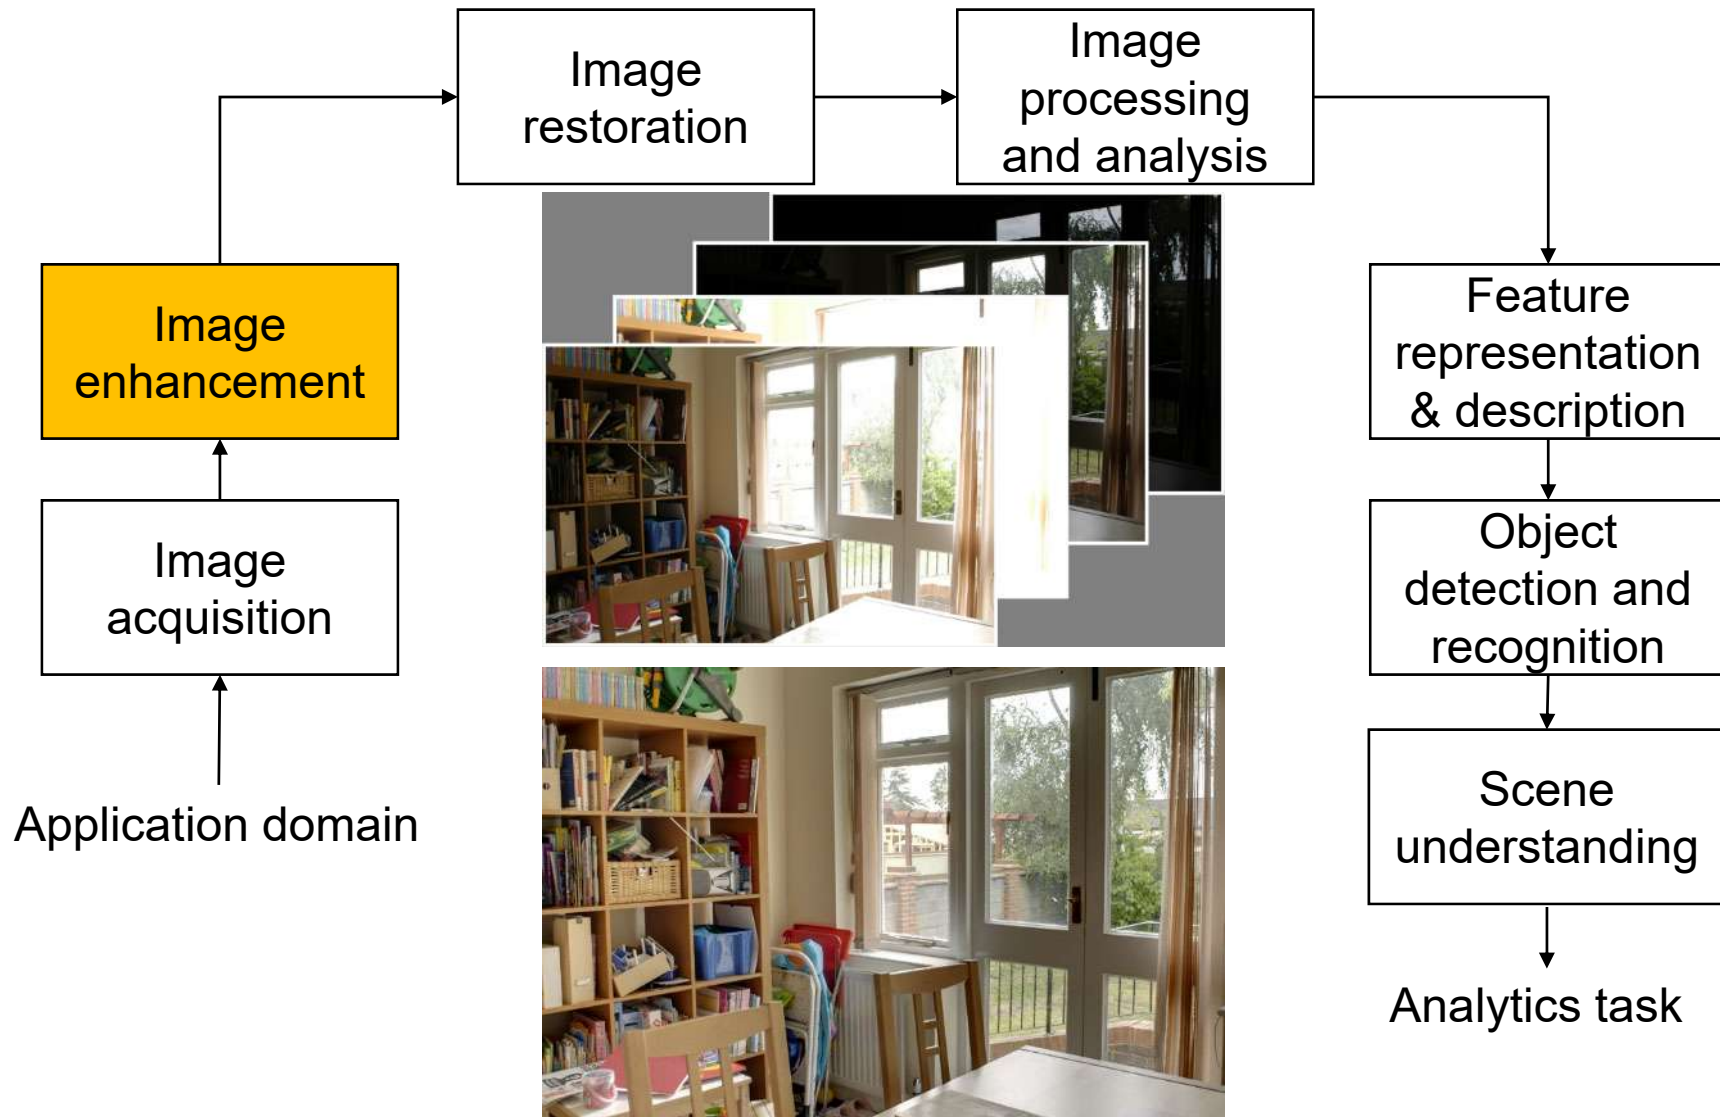 Image
restoration
Image
processing
and analysis
Image
enhancement
Feature
representation
& description
Image
acquisition
Object
detection and
recognition
Application domain
Scene
understanding
Analytics task